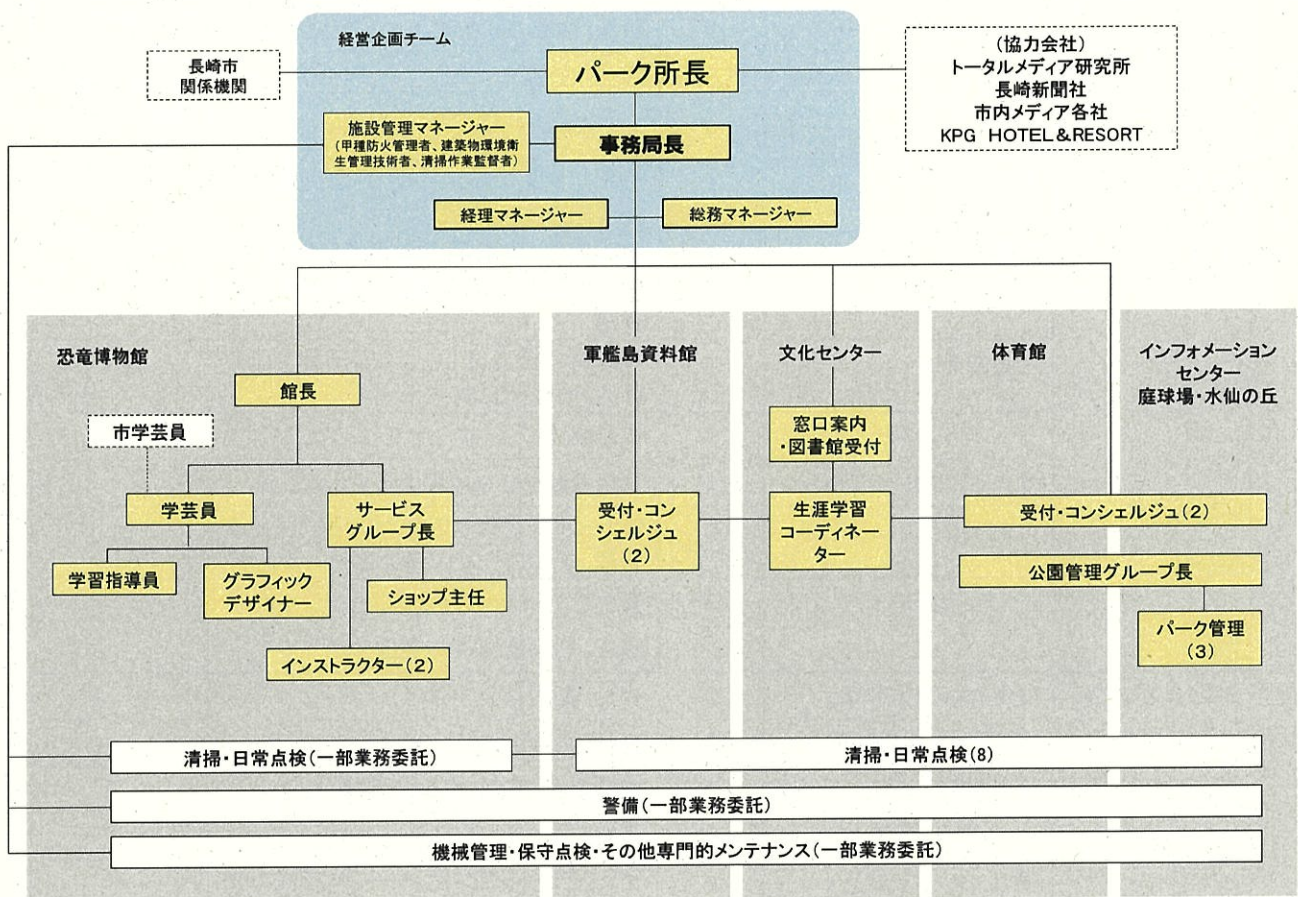 経営企画チーム
長崎市
関係機関
パーク所長
(協力会社)
トータルメディア研究所
長崎新聞社
市内メディア各社
KPG HOTEL&RESORT
施設管理マネージャー
(甲種防火管理者、建築物環境衛
生管理技術者、清掃作業監督者)
事務局長
経理マネージャー
総務マネージャー
恐竜博物館
軍艦島資料館
文化センター
体育館
インフォメーション
センター
庭球場・水仙の丘
館長
市学芸員
窓口案内
・図書館受付
学芸員
サービス
グループ長
受付・コン
シェルジュ
(2)
生涯学習
コーディネー
ター
受付・コンシェルジュ(2)
学習指導員
グラフィック
デザイナー
ショップ主任
公園管理グループ長
インストラクター(2)
パーク管理
(3)
清掃・日常点検(一部業務委託)
清掃・日常点検(8)
警備(一部業務委託)
機械管理・保守点検・その他専門的メンテナンス(一部業務委託)